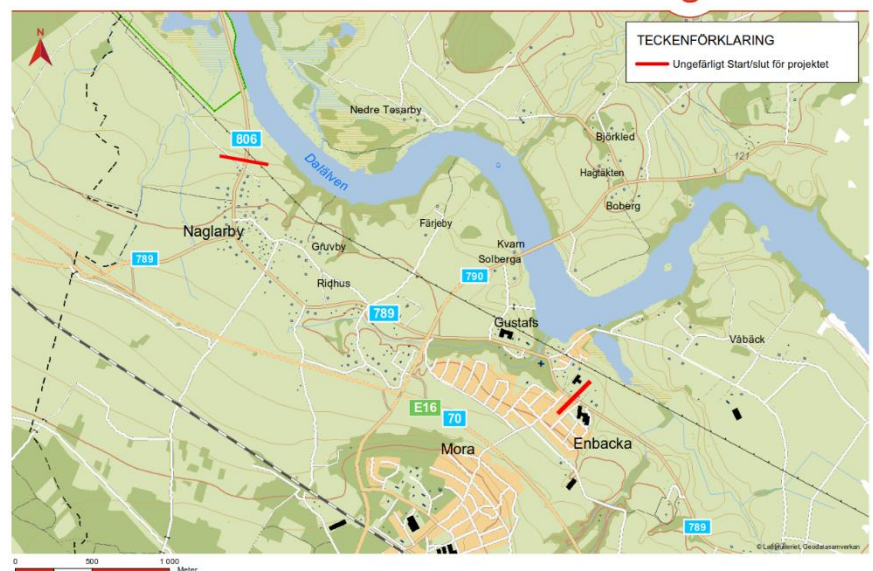 N
TECKENFÖRKLARING
Ungefärligt Start/slut för projektet
Nedre Tosarby
806
Björkled
121
Dalälven
Hagtäkten
Boberg
Färjeby
Naglarby
Gruvby
Kvarn
Solberga
789
790
Ridhus
789
Gustafs
Våbäck
E16
70
Mora
Enbacka
789
© Lantmäteriet, Geodatasamverkan
0 500 1 000
Meter